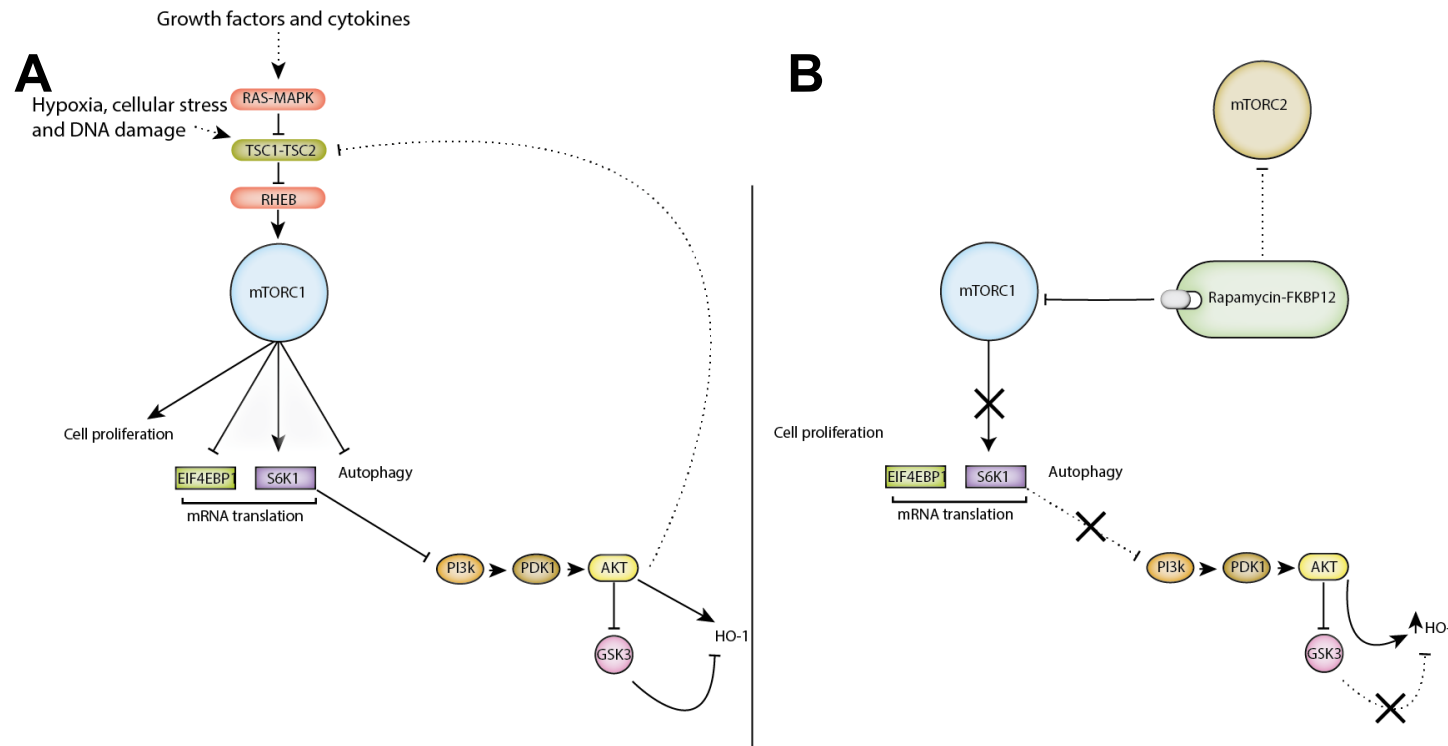 Growth factors and cytokines
A
RAS-MAPK
Hypoxia, cellular stress
and DNA damage
TSC1-TSC2
RHEB
mTORC1
Cell proliferation
EIF4EBP1
S6K1
Autophagy
mRNA translation
PI3k
PDK1
AKT
HO-1
GSK3
B
mTORC2
mTORC1
Rapamycin-FKBP12
Cell proliferation
EIF4EBP1
S6K1
Autophagy
mRNA translation
PI3k
PDK1
AKT
HO-
GSK3